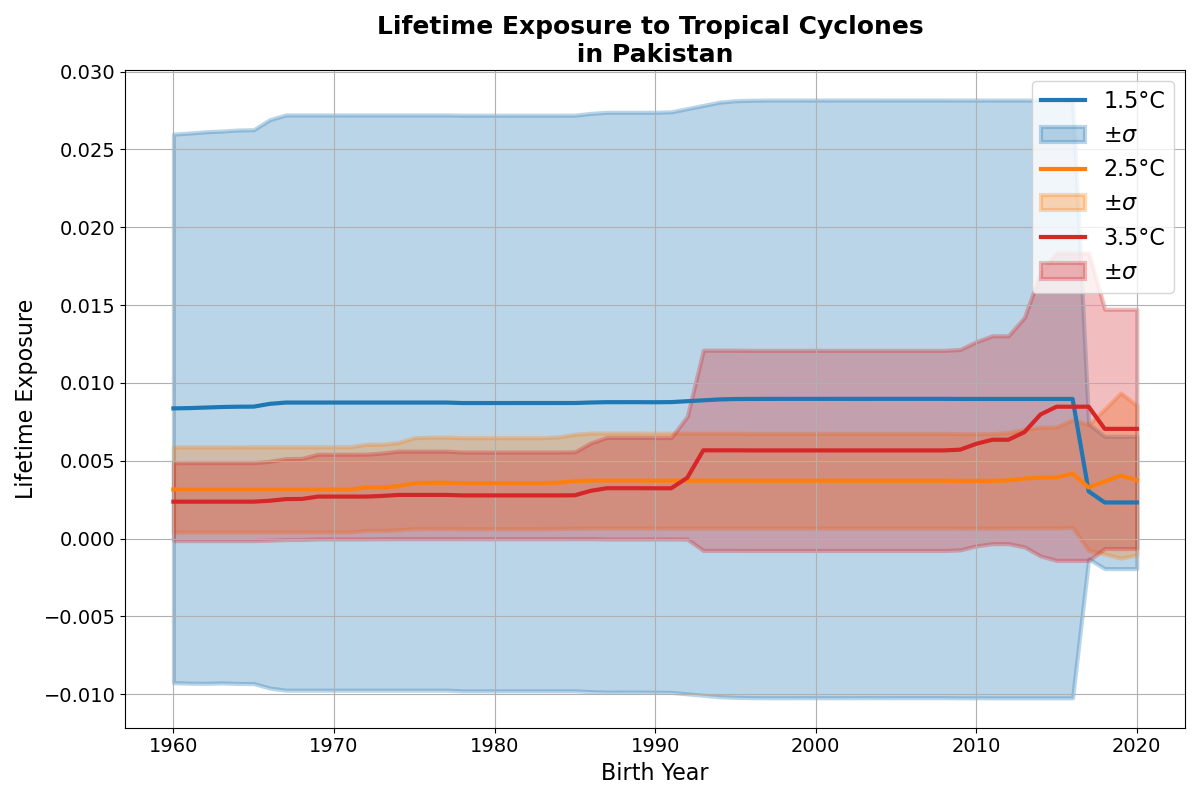 Lifetime Exposure to Tropical Cyclones
in Pakistan
0.030
0.025
0.020
0.015
0.010
0.005
0.000
−0.005
−0.010
Lifetime Exposure
1.5°C
±σ
2.5°C
±σ
3.5°C
±σ
1960 1970 1980 1990 2000 2010 2020
Birth Year